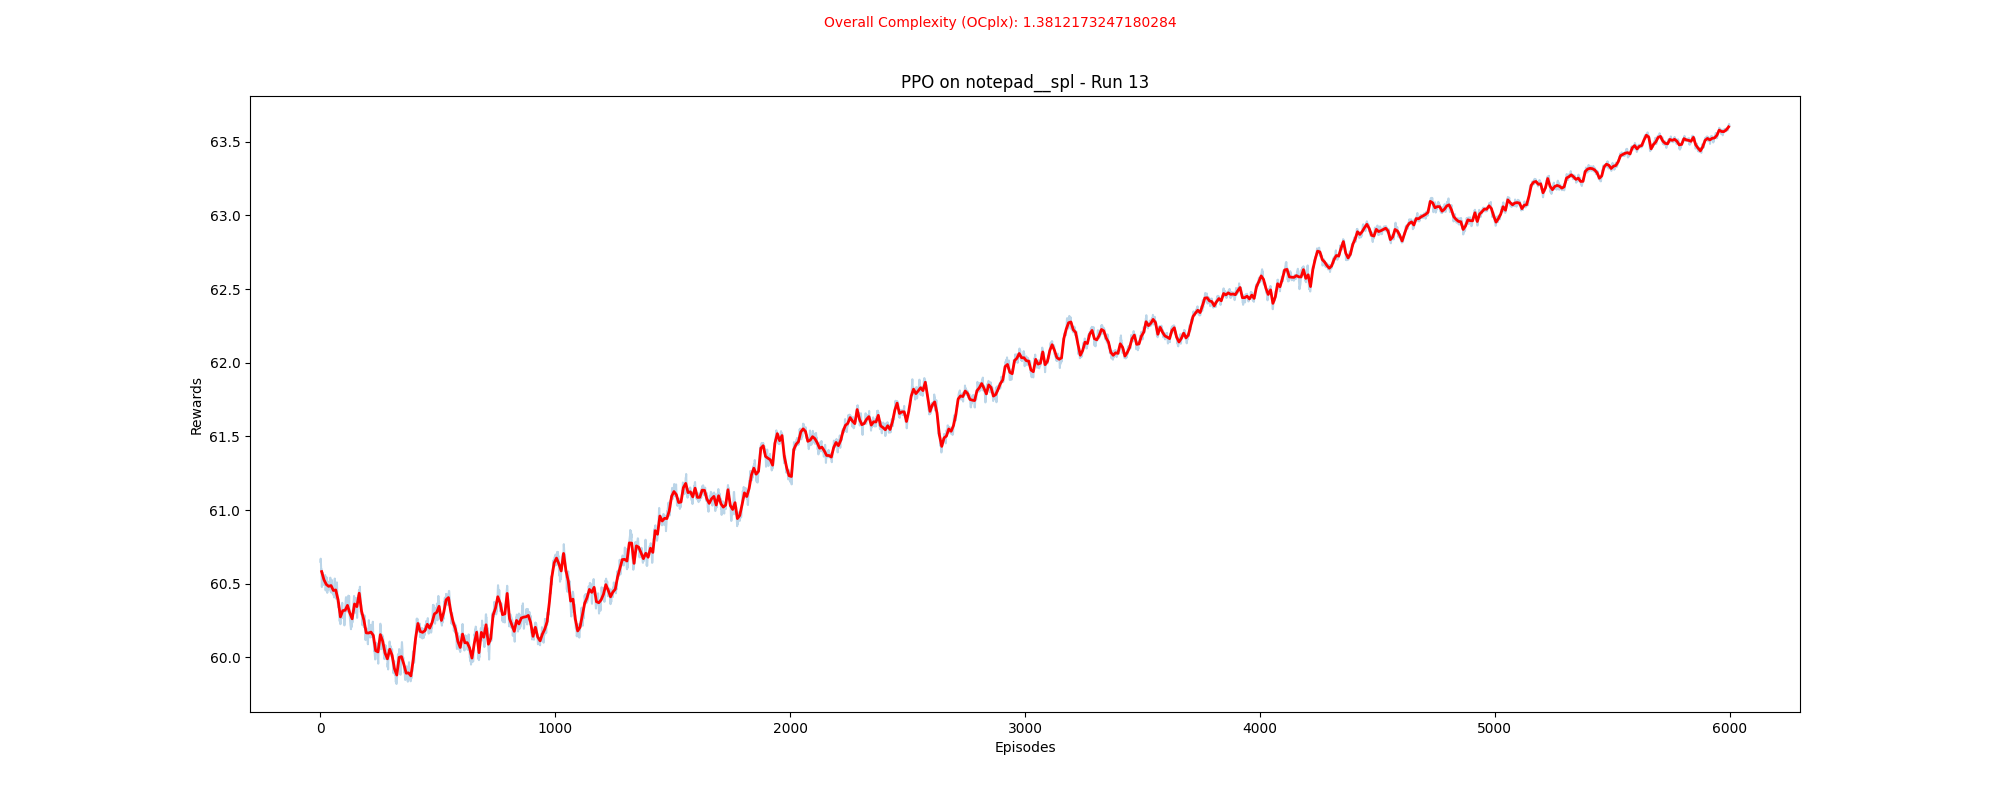 Overall Complexity (OCplx): 1.3812173247180284
PPO on notepad__spl - Run 13
63.5
63.0
62.5
62.0
61.5
61.0
60.5
60.0
Rewards
0 1000 2000 3000 4000 5000 6000
Episodes